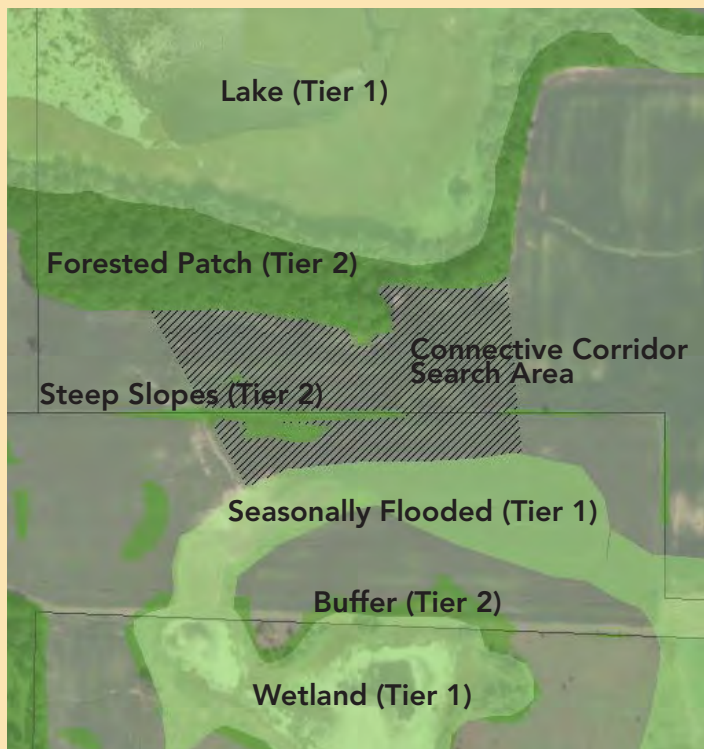 Lake (Tier 1)
Forested Patch (Tier 2)
Connective Corridor
Search Area
Steep Slopes (Tier 2)
Seasonally Flooded (Tier 1)
Buffer (Tier 2)
Wetland (Tier 1)